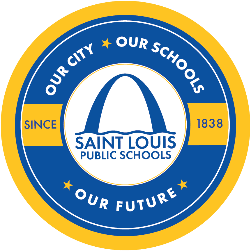 OUR CITY ★ OUR SCHOOLS
SINCE 1838
SAINT LOUIS
PUBLIC SCHOOLS
★ OUR FUTURE ★